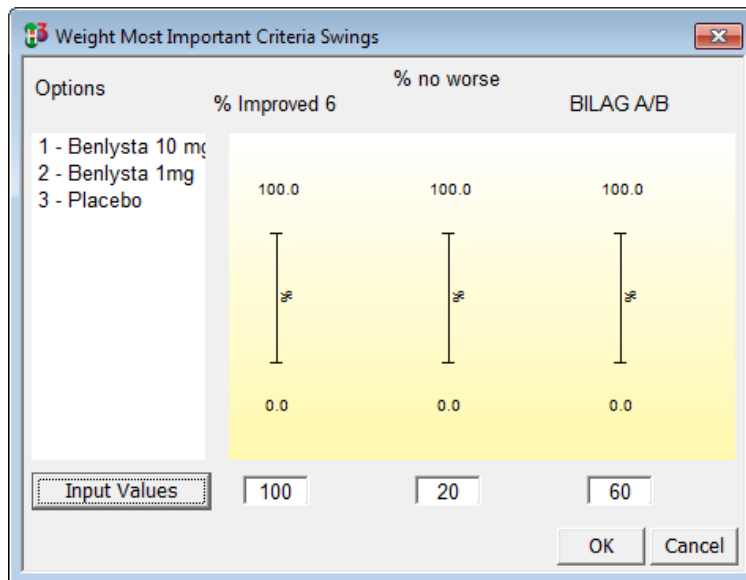 Weight Most Important Criteria Swings
Options
% Improved 6
% no worse
BILAG A/B
1 - Benlysta 10 mg
2 - Benlysta 1mg
3 - Placebo
100.0 100.0 100.0
% % %
0.0 0.0 0.0
Input Values 100 20 60
OK Cancel